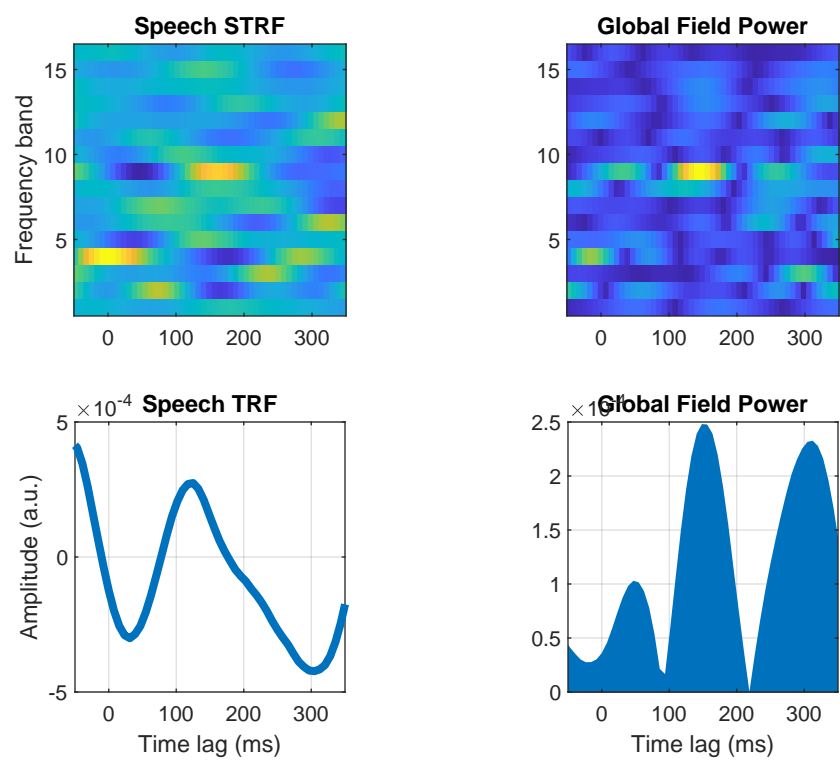 Speech STRF
15
10
5
Frequency band
0 100 200 300
Global Field Power
15
10
5
0 100 200 300
Speech TRF
×10⁻⁴
5
0
-5
Amplitude (a.u.)
0 100 200 300
Time lag (ms)
Global Field Power
2.5
2
1.5
1
0.5
0
0 100 200 300
Time lag (ms)